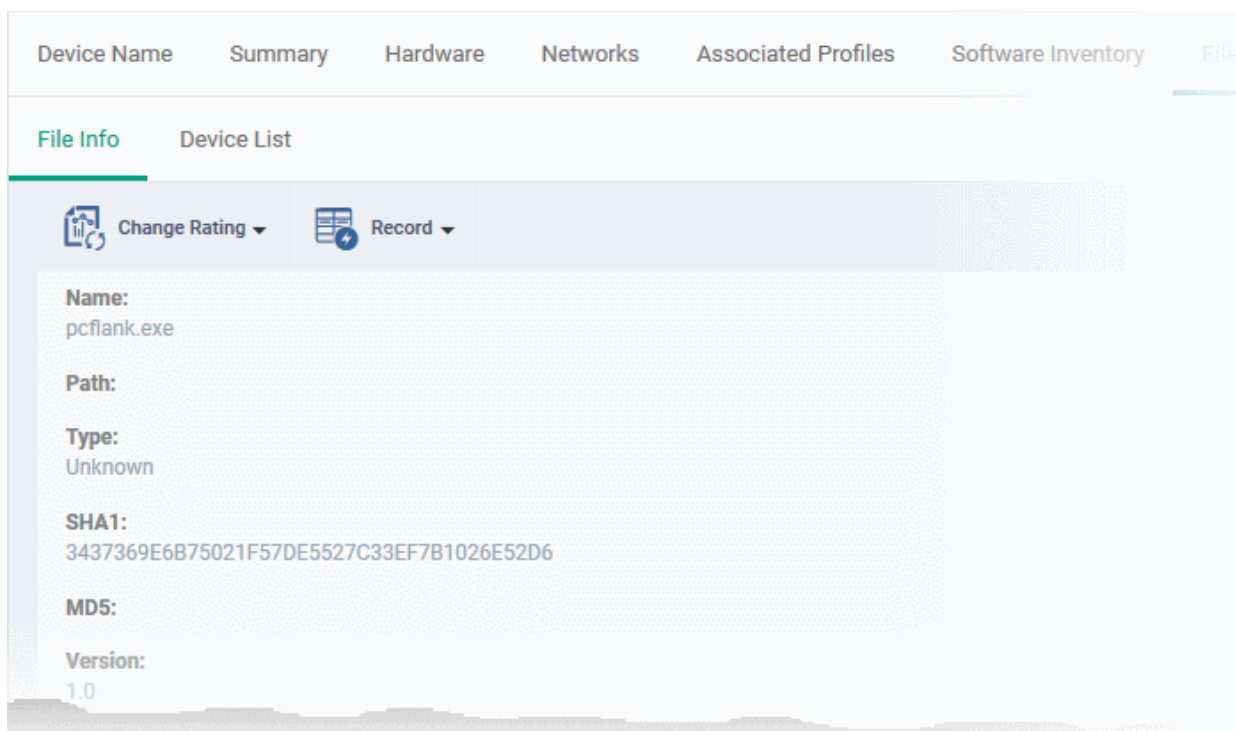 Device Name Summary Hardware Networks Associated Profiles Software Inventory File
File Info Device List
Change Rating Record
Name:
pcflank.exe
Path:
Type:
Unknown
SHA1:
3437369E6B75021F57DE5527C33EF7B1026E52D6
MD5:
Version:
1.0